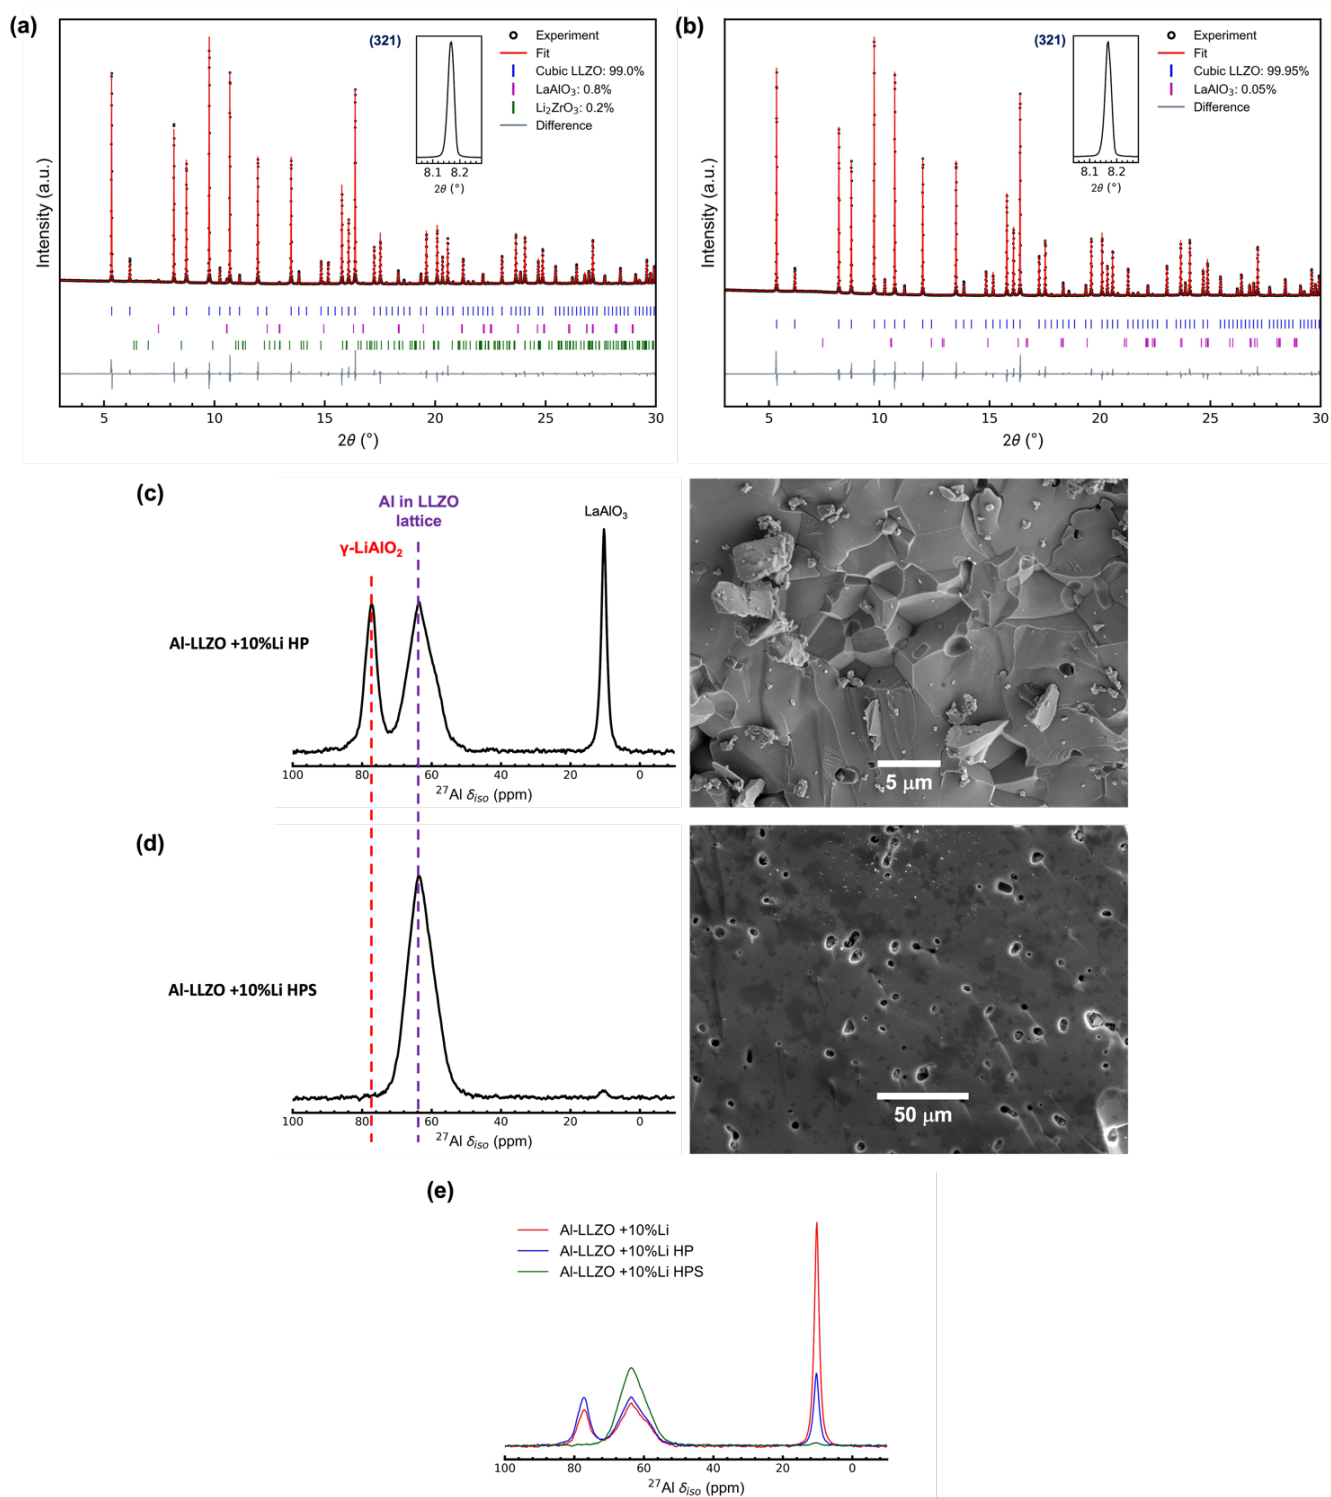 (a)
(321)
Experiment
Fit
Cubic LLZO: 99.0%
LaAlO₃: 0.8%
Li₂ZrO₃: 0.2%
Difference
8.1 8.2
2θ (°)
Intensity (a.u.)
5 10 15 20 25 30
2θ (°)
(b)
(321)
Experiment
Fit
Cubic LLZO: 99.95%
LaAlO₃: 0.05%
Difference
8.1 8.2
2θ (°)
Intensity (a.u.)
5 10 15 20 25 30
2θ (°)
(c)
Al in LLZO
lattice
γ-LiAlO₂
LaAlO₃
Al-LLZO +10%Li HP
100 80 60 40 20 0
²⁷Al δiso (ppm)
5 μm
(d)
Al-LLZO +10%Li HPS
100 80 60 40 20 0
²⁷Al δiso (ppm)
50 μm
(e)
Al-LLZO +10%Li
Al-LLZO +10%Li HP
Al-LLZO +10%Li HPS
100 80 60 40 20 0
²⁷Al δiso (ppm)